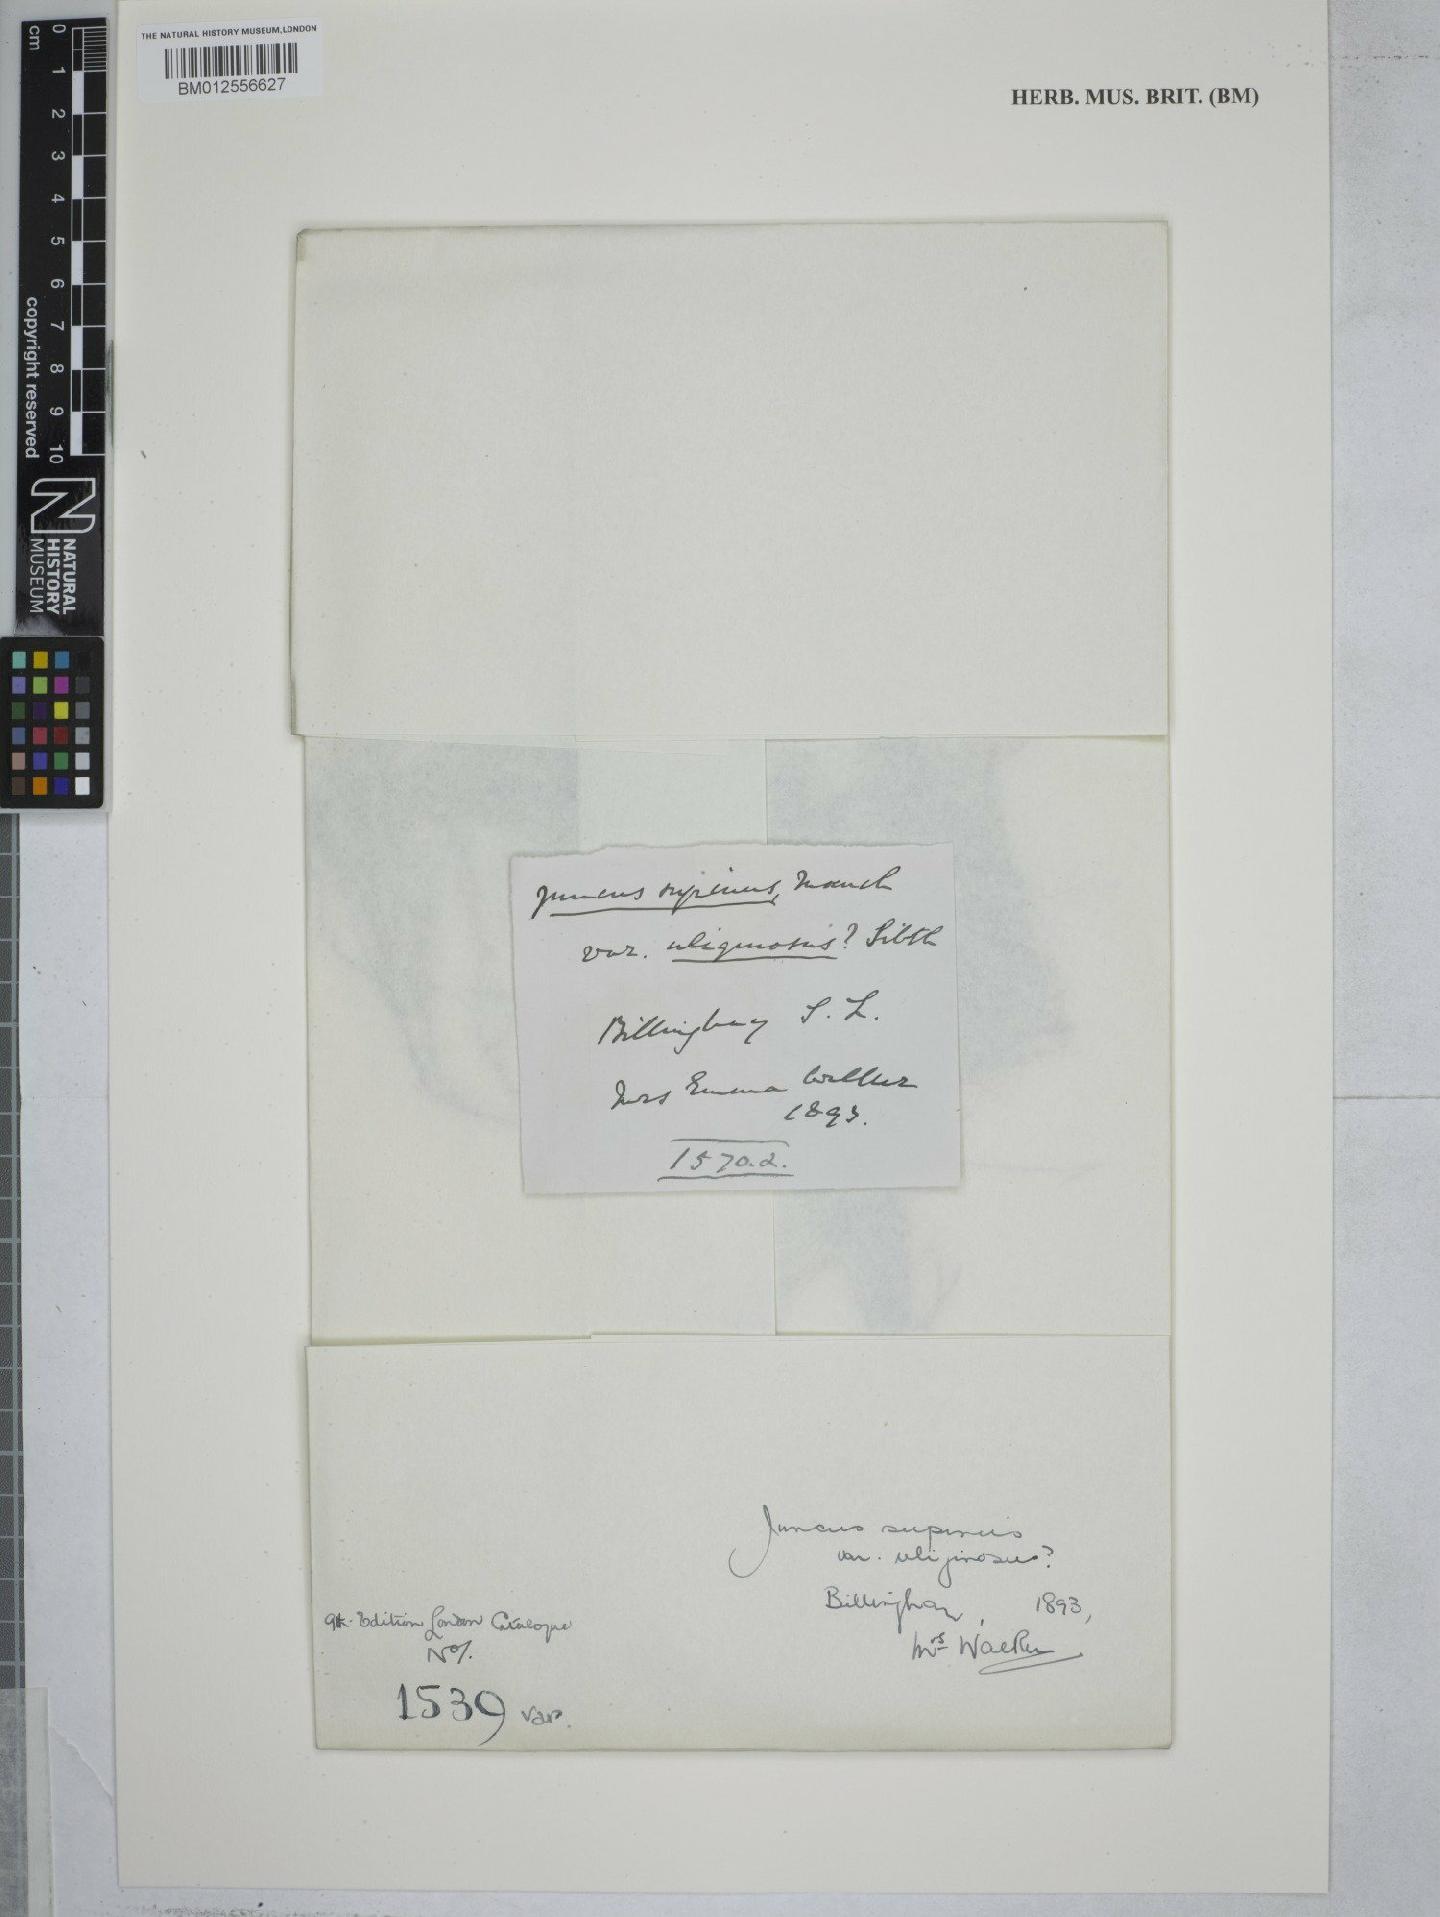 THE NATURAL HISTORY MUSEUM, LONDON
BM012556627
HERB. MUS. BRIT. (BM)
cm
0 1 2 3 4 5 6 7 8 9 10
copyright reserved
NATURAL
HISTORY
MUSEUM
Juncus supinus, Moench
var. uliginosus? Sibth
Billinghay S. L.
Mrs Emma Walker
1893.
1570.2.
Juncus supinus
var. uliginosus?
Billinghay, 1893,
Mrs Walker
9th Edition London Catalogue
No/.
1539 var.